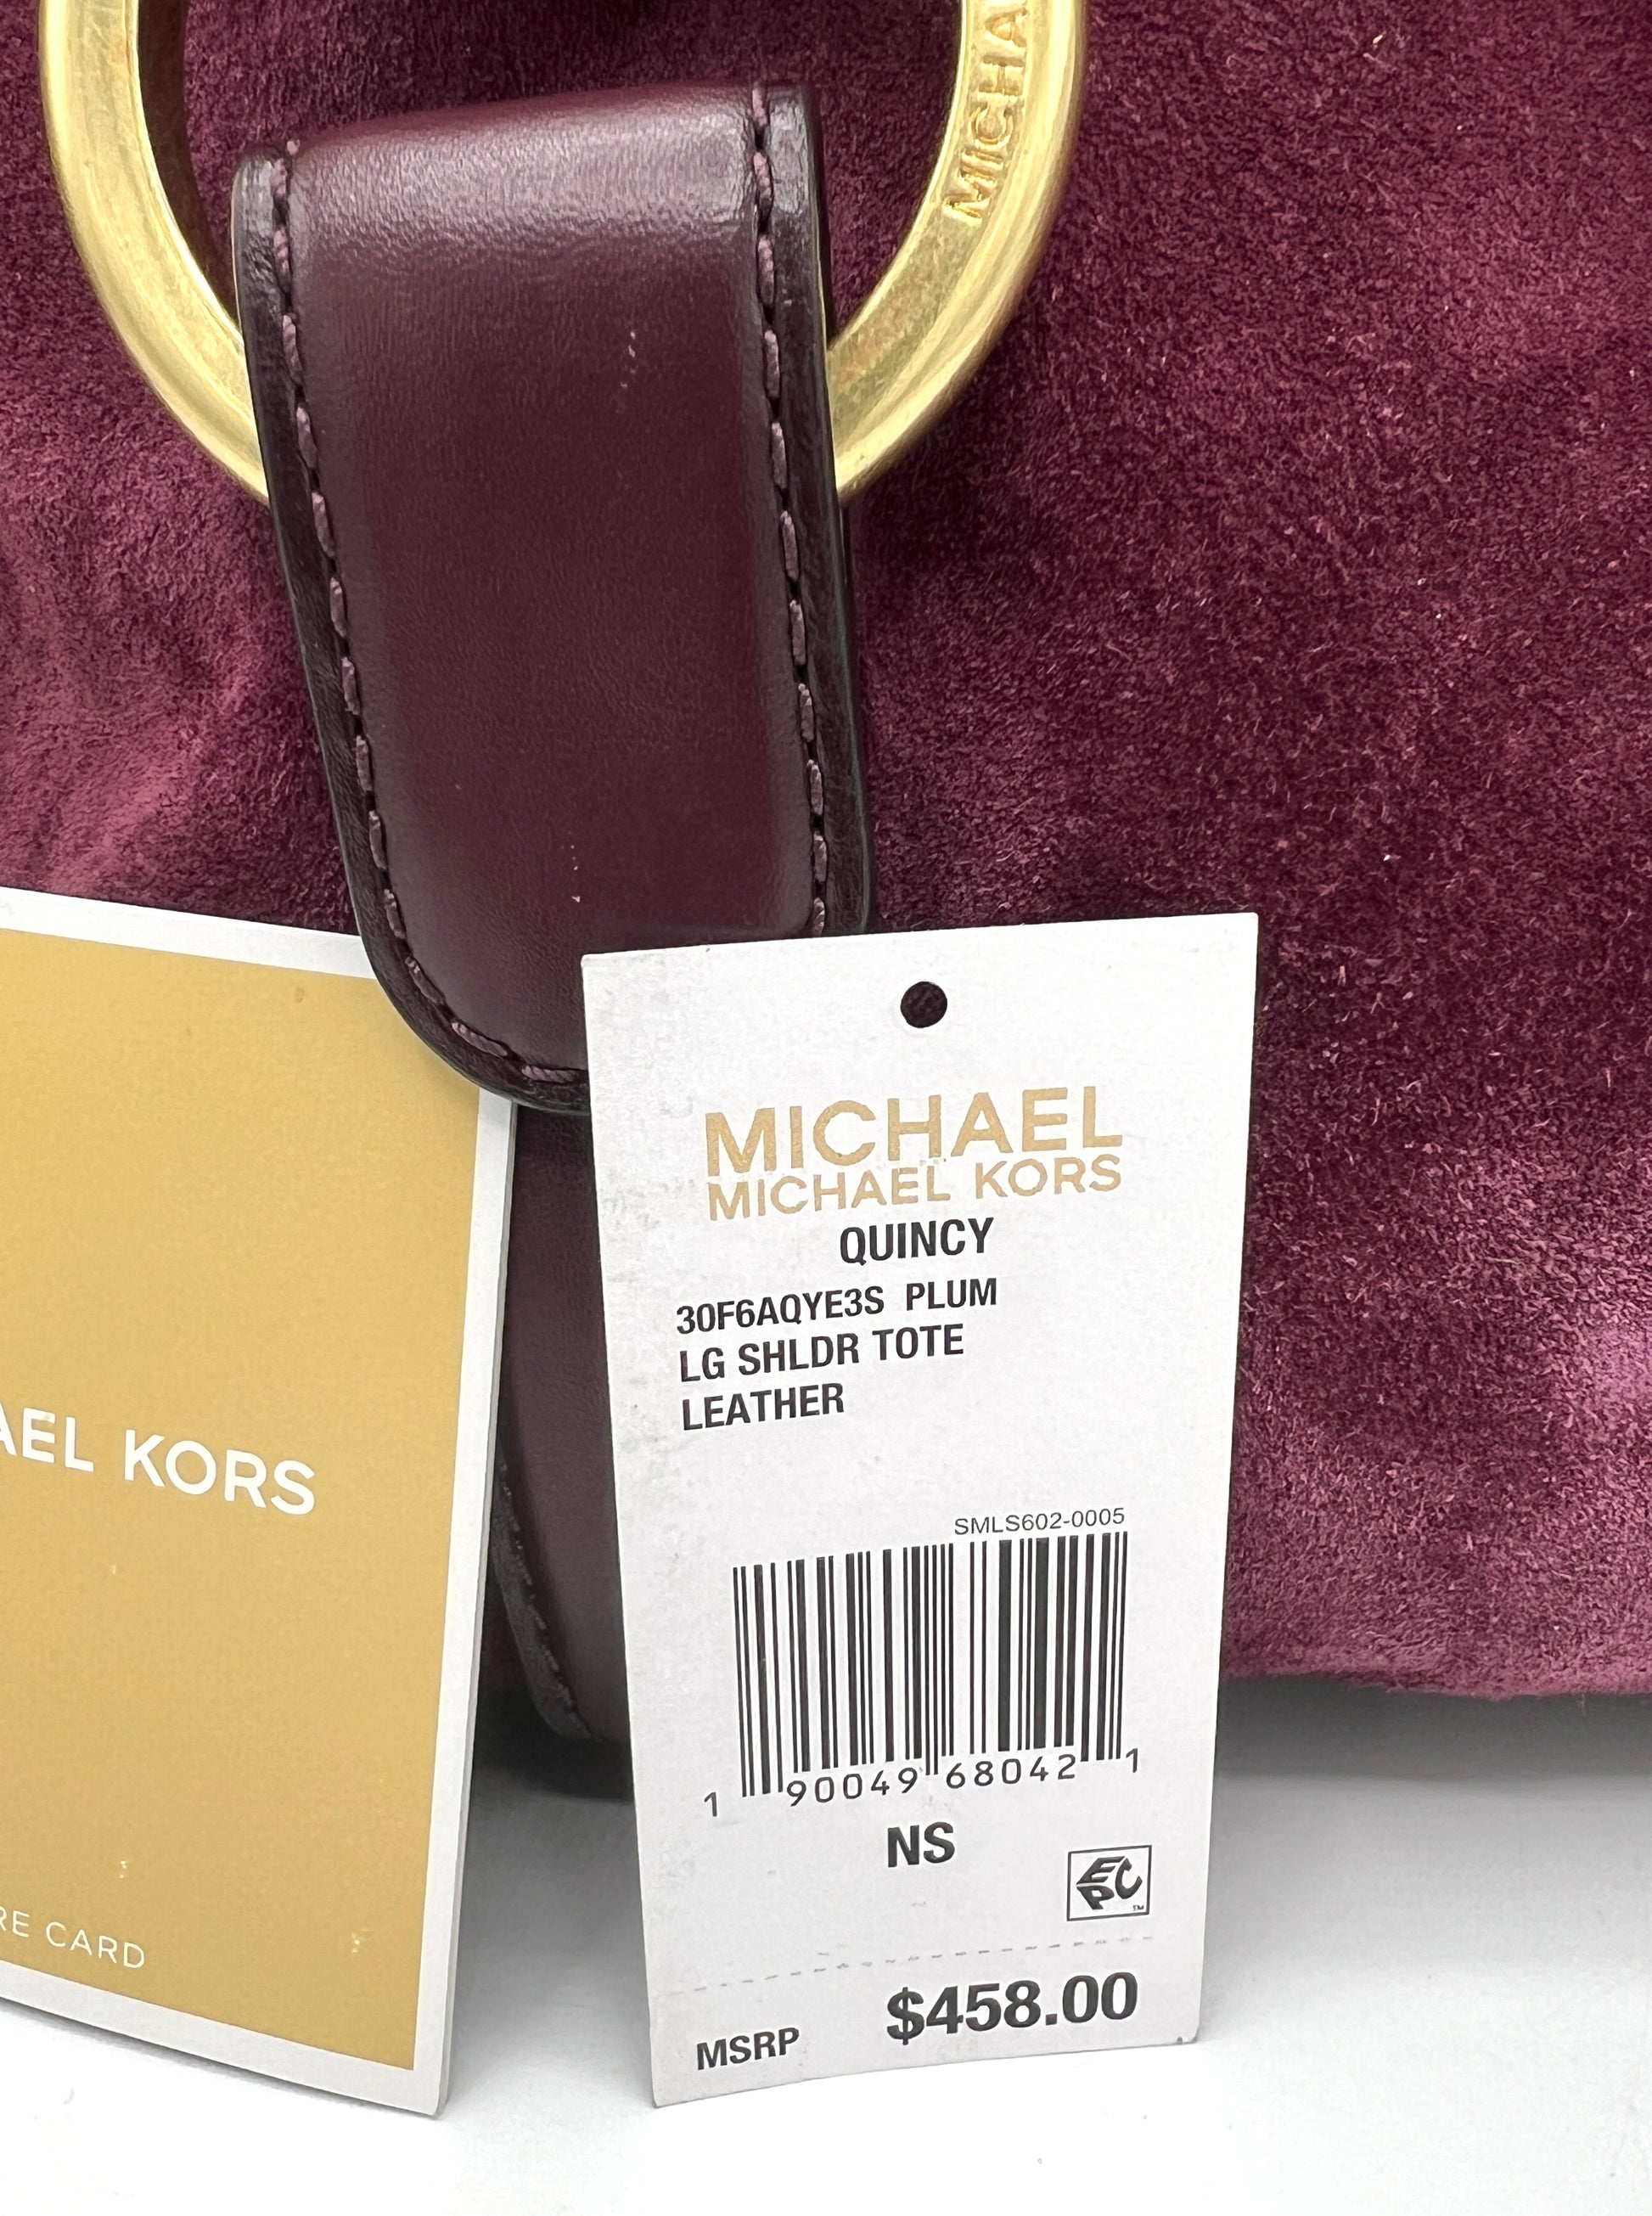 MICHA
MICHAEL
MICHAEL KORS
QUINCY
30F6AQYE3S PLUM
LG SHLDR TOTE
LEATHER
SMLS602-0005
1 90049 68042 1
NS
EPC
™
MSRP $458.00
AEL KORS
RE CARD